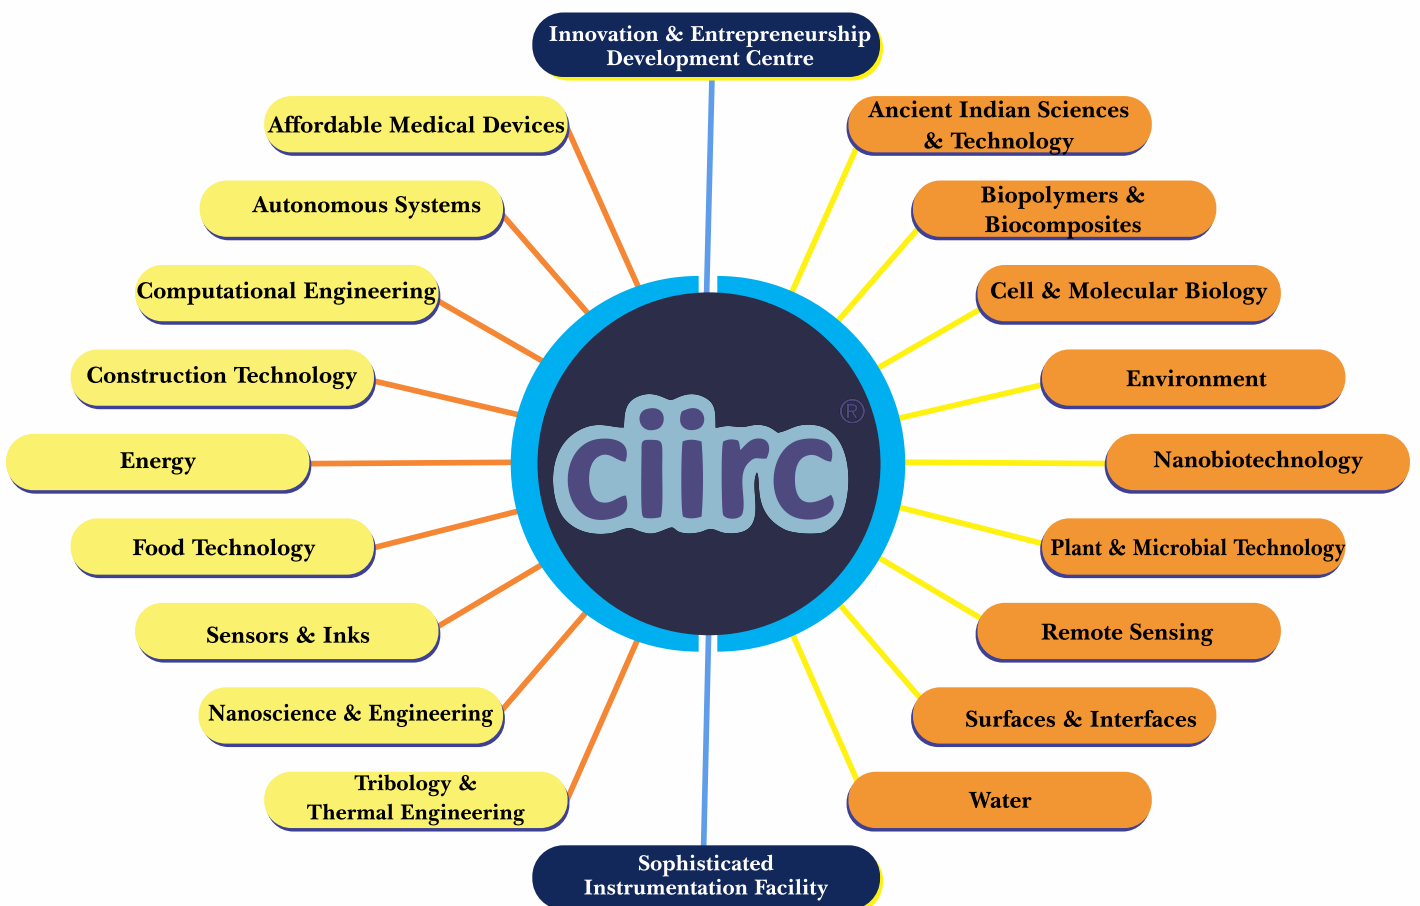 Innovation & Entrepreneurship
Development Centre
Affordable Medical Devices
Autonomous Systems
Computational Engineering
Construction Technology
Energy
Food Technology
Sensors & Inks
Nanoscience & Engineering
Tribology &
Thermal Engineering
ciirc
®
Ancient Indian Sciences
& Technology
Biopolymers &
Biocomposites
Cell & Molecular Biology
Environment
Nanobiotechnology
Plant & Microbial Technology
Remote Sensing
Surfaces & Interfaces
Water
Sophisticated
Instrumentation Facility